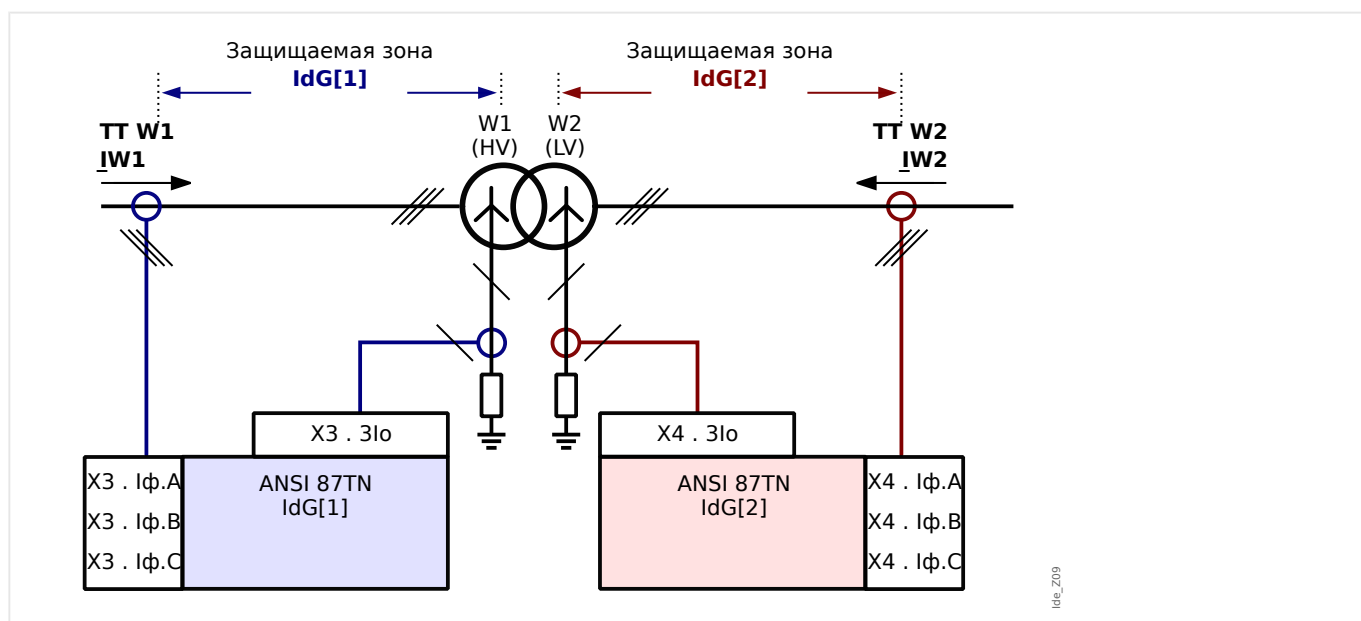 Защищаемая зона
IdG[1]
Защищаемая зона
IdG[2]
TT W1
IW1
W1
(HV)
W2
(LV)
TT W2
IW2
X3 . 3Io
X4 . 3Io
X3 . Iф.A
X3 . Iф.B
X3 . Iф.C
ANSI 87TN
IdG[1]
ANSI 87TN
IdG[2]
X4 . Iф.A
X4 . Iф.B
X4 . Iф.C
Ide_Z09